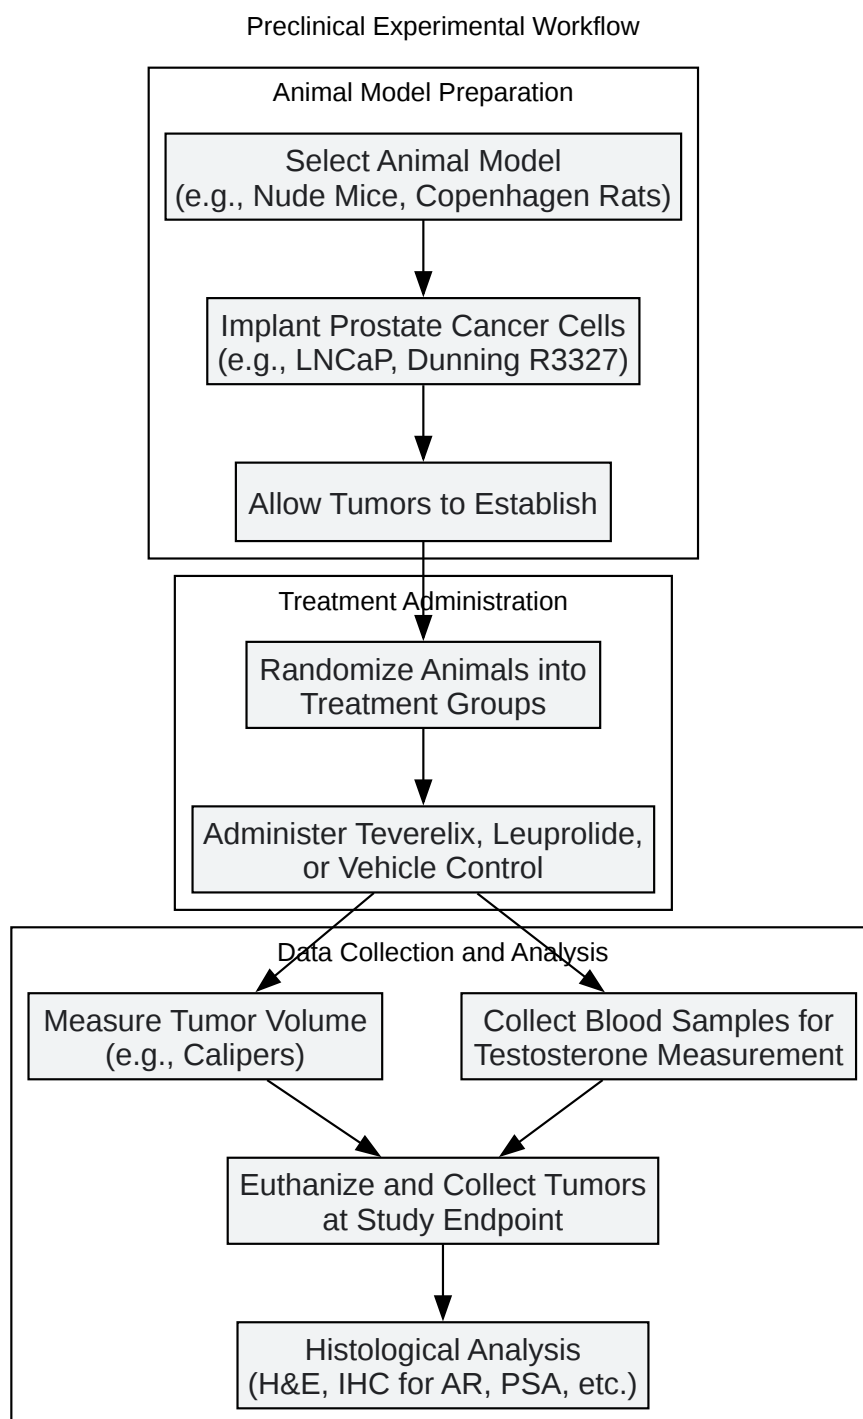 Preclinical Experimental Workflow
Animal Model Preparation
Select Animal Model
(e.g., Nude Mice, Copenhagen Rats)
Implant Prostate Cancer Cells
(e.g., LNCaP, Dunning R3327)
Allow Tumors to Establish
Treatment Administration
Randomize Animals into
Treatment Groups
Administer Teverelix, Leuprolide,
or Vehicle Control
Data Collection and Analysis
Measure Tumor Volume
(e.g., Calipers)
Collect Blood Samples for
Testosterone Measurement
Euthanize and Collect Tumors
at Study Endpoint
Histological Analysis
(H&E, IHC for AR, PSA, etc.)